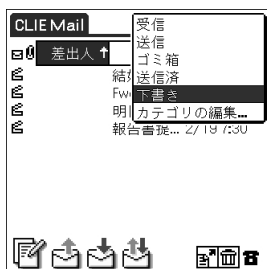 CLIE Mail
受信
送信
ゴミ箱
送信済
下書き
カテゴリの編集...
差出人
結
Fw
明
報告書提... 2/19 7:30